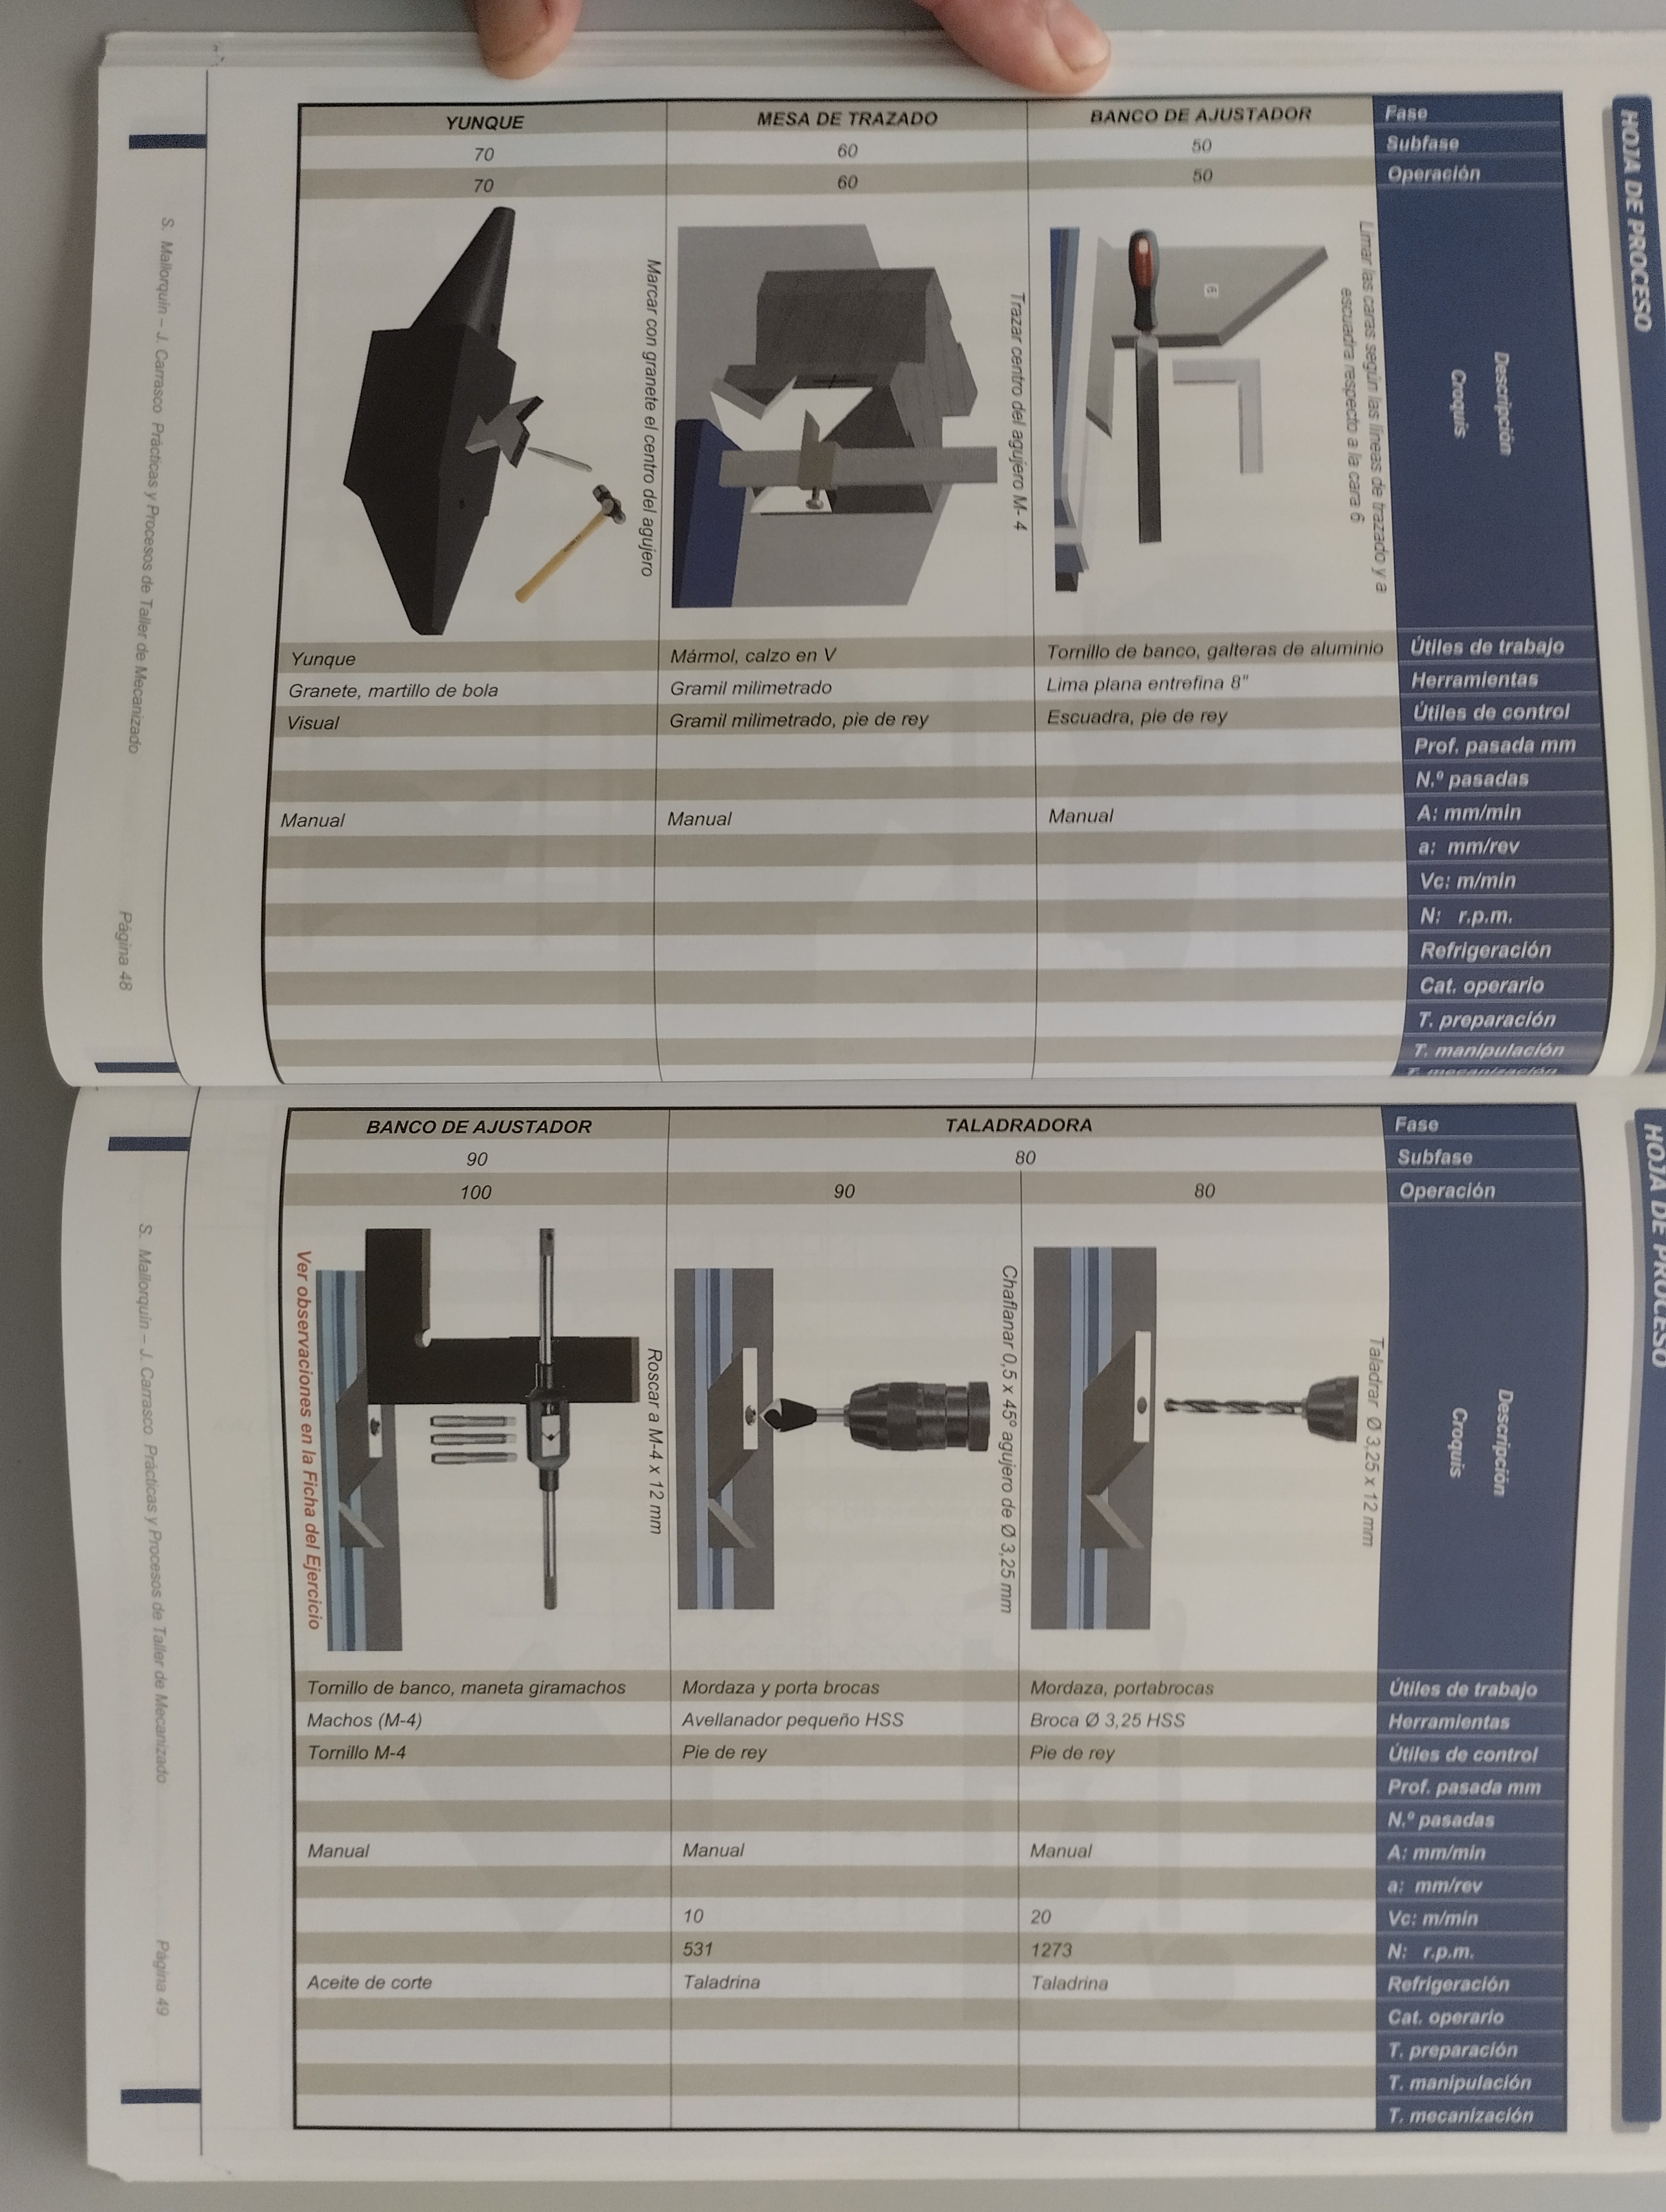 HOJA DE PROCESO
Fase
Subfase
Operación
Descripción
Croquis
Útiles de trabajo
Herramientas
Útiles de control
Prof. pasada mm
N.º pasadas
A: mm/min
a: mm/rev
Vc: m/min
N: r.p.m.
Refrigeración
Cat. operario
T. preparación
T. manipulación
T. mecanización
BANCO DE AJUSTADOR
50
50
Limar las caras según las líneas de trazado y a
escuadra respecto a la cara 6
6
Tornillo de banco, galteras de aluminio
Lima plana entrefina 8"
Escuadra, pie de rey
Manual
MESA DE TRAZADO
60
60
Trazar centro del agujero M- 4
Mármol, calzo en V
Gramil milimetrado
Gramil milimetrado, pie de rey
Manual
YUNQUE
70
70
Marcar con granete el centro del agujero
Yunque
Granete, martillo de bola
Visual
Manual
S. Mallorquín – J. Carrasco Prácticas y Procesos de Taller de Mecanizado
Página 48
HOJA DE PROCESO
Fase
Subfase
Operación
Descripción
Croquis
Útiles de trabajo
Herramientas
Útiles de control
Prof. pasada mm
N.º pasadas
A: mm/min
a: mm/rev
Vc: m/min
N: r.p.m.
Refrigeración
Cat. operario
T. preparación
T. manipulación
T. mecanización
TALADRADORA
80
80
Taladrar Ø 3,25 x 12 mm
Mordaza, portabrocas
Broca Ø 3,25 HSS
Pie de rey
Manual
20
1273
Taladrina
90
Chaflanar 0,5 x 45º agujero de Ø 3,25 mm
Mordaza y porta brocas
Avellanador pequeño HSS
Pie de rey
Manual
10
531
Taladrina
BANCO DE AJUSTADOR
90
100
Roscar a M-4 x 12 mm
Ver observaciones en la Ficha del Ejercicio
Tornillo de banco, maneta giramachos
Machos (M-4)
Tornillo M-4
Manual
Aceite de corte
S. Mallorquín – J. Carrasco Prácticas y Procesos de Taller de Mecanizado
Página 49